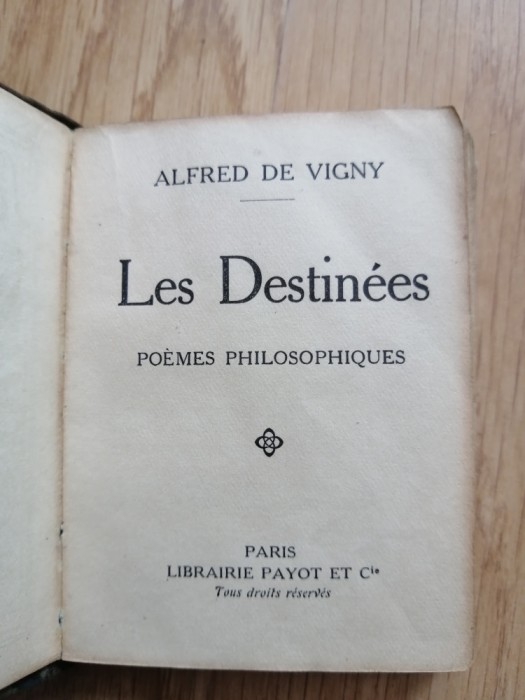 ALFRED DE VIGNY
Les Destinées
POÈMES PHILOSOPHIQUES
PARIS
LIBRAIRIE PAYOT ET Cie
Tous droits réservés